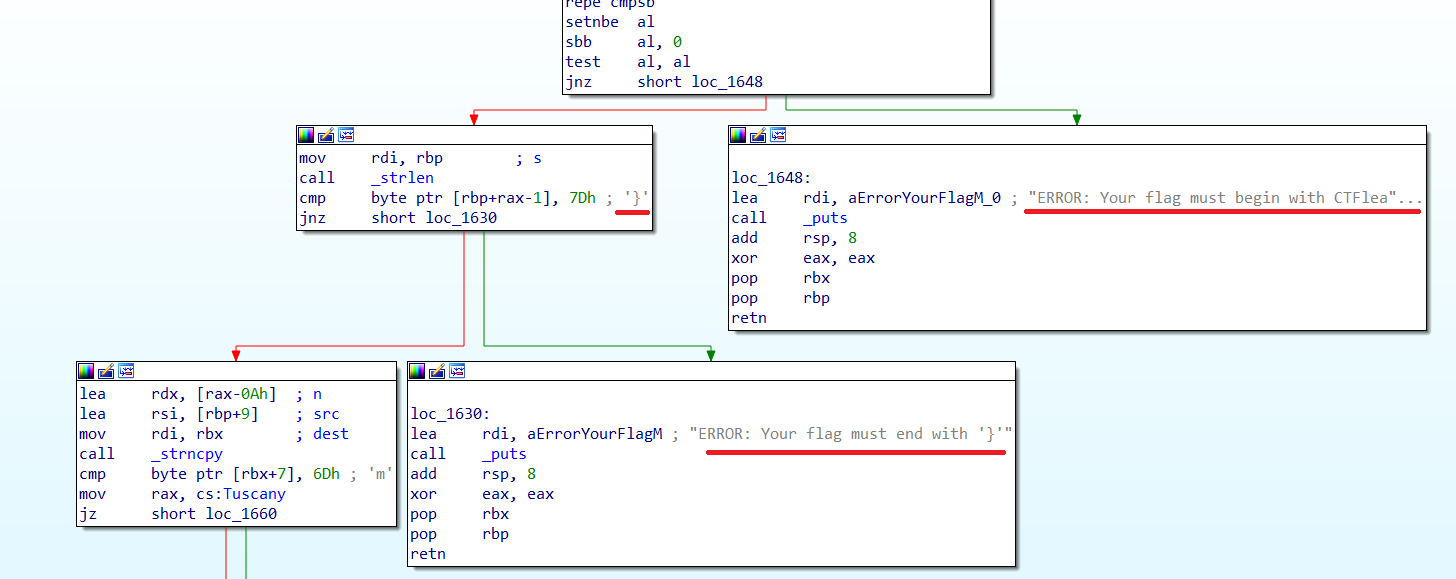 repe cmpsb
setnbe al
sbb al, 0
test al, al
jnz short loc_1648
mov rdi, rbp ; s
call _strlen
cmp byte ptr [rbp+rax-1], 7Dh ; '}'
jnz short loc_1630
loc_1648:
lea rdi, aErrorYourFlagM_0 ; "ERROR: Your flag must begin with CTFlea"...
call _puts
add rsp, 8
xor eax, eax
pop rbx
pop rbp
retn
lea rdx, [rax-0Ah] ; n
lea rsi, [rbp+9] ; src
mov rdi, rbx ; dest
call _strncpy
cmp byte ptr [rbx+7], 6Dh ; 'm'
mov rax, cs:Tuscany
jz short loc_1660
loc_1630:
lea rdi, aErrorYourFlagM ; "ERROR: Your flag must end with '}'"
call _puts
add rsp, 8
xor eax, eax
pop rbx
pop rbp
retn